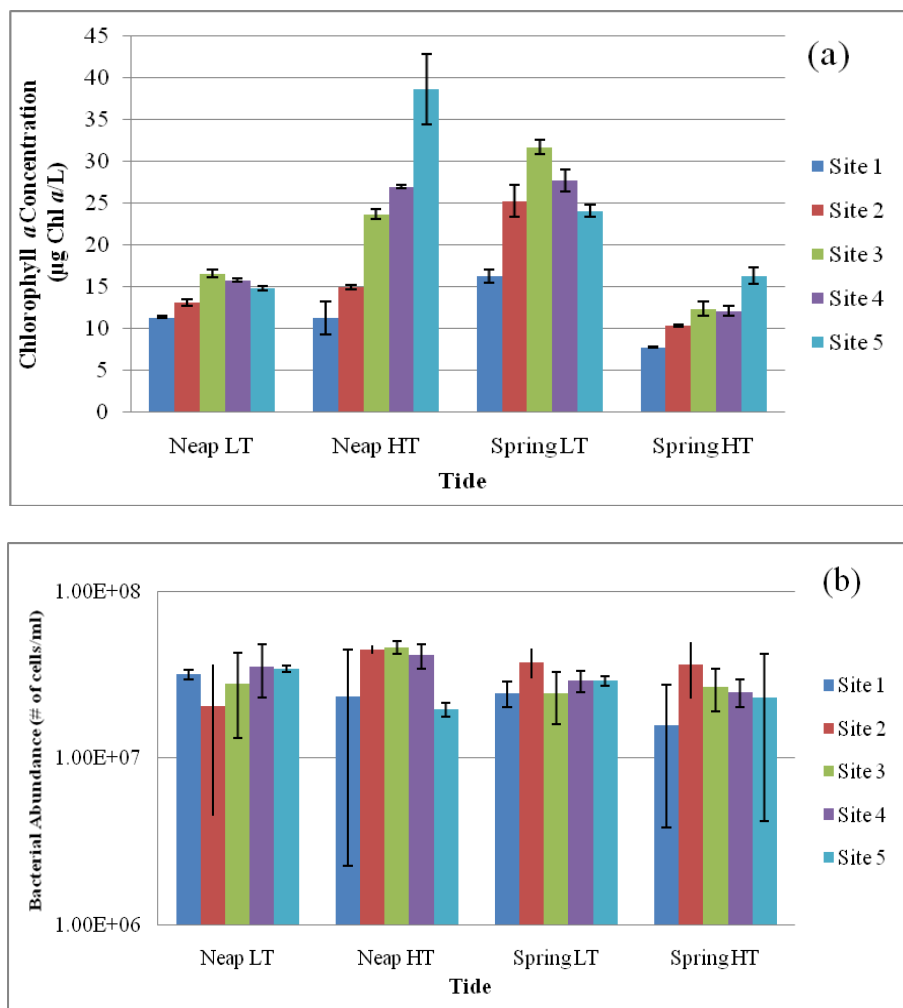 (a)
Chlorophyll a Concentration
(µg Chl a/L)
45
40
35
30
25
20
15
10
5
0
Neap LT
Neap HT
Spring LT
Spring HT
Tide
Site 1
Site 2
Site 3
Site 4
Site 5
(b)
Bacterial Abundance (# of cells/ml)
1.00E+08
1.00E+07
1.00E+06
Neap LT
Neap HT
Spring LT
Spring HT
Tide
Site 1
Site 2
Site 3
Site 4
Site 5